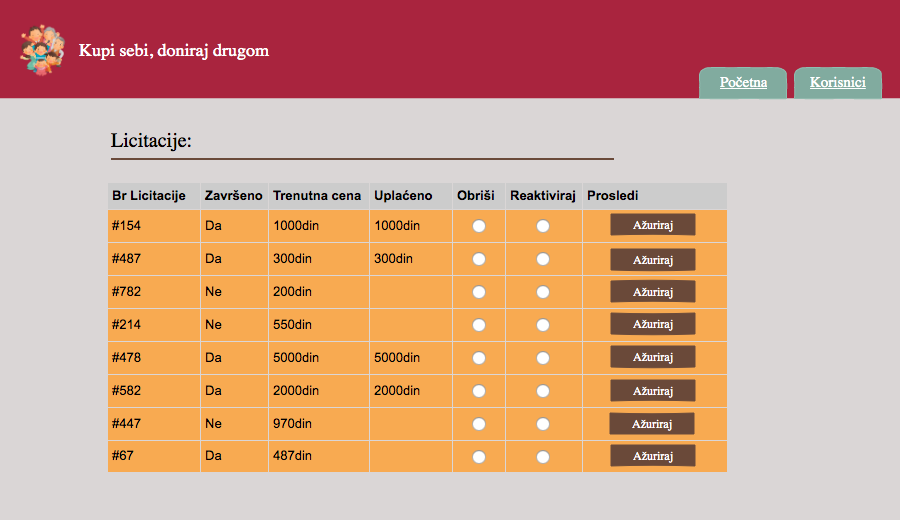 Kupi sebi, doniraj drugom
Početna Korisnici
Licitacije:
Br Licitacije Završeno Trenutna cena Uplaćeno Obriši Reaktiviraj Prosledi
#154 Da 1000din 1000din Ažuriraj
#487 Da 300din 300din Ažuriraj
#782 Ne 200din Ažuriraj
#214 Ne 550din Ažuriraj
#478 Da 5000din 5000din Ažuriraj
#582 Da 2000din 2000din Ažuriraj
#447 Ne 970din Ažuriraj
#67 Da 487din Ažuriraj